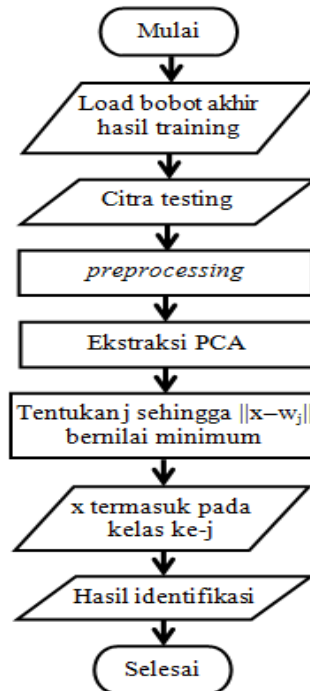 Mulai
Load bobot akhir
hasil training
Citra testing
preprocessing
Ekstraksi PCA
Tentukan j sehingga ||x–wⱼ||
bernilai minimum
x termasuk pada
kelas ke-j
Hasil identifikasi
Selesai